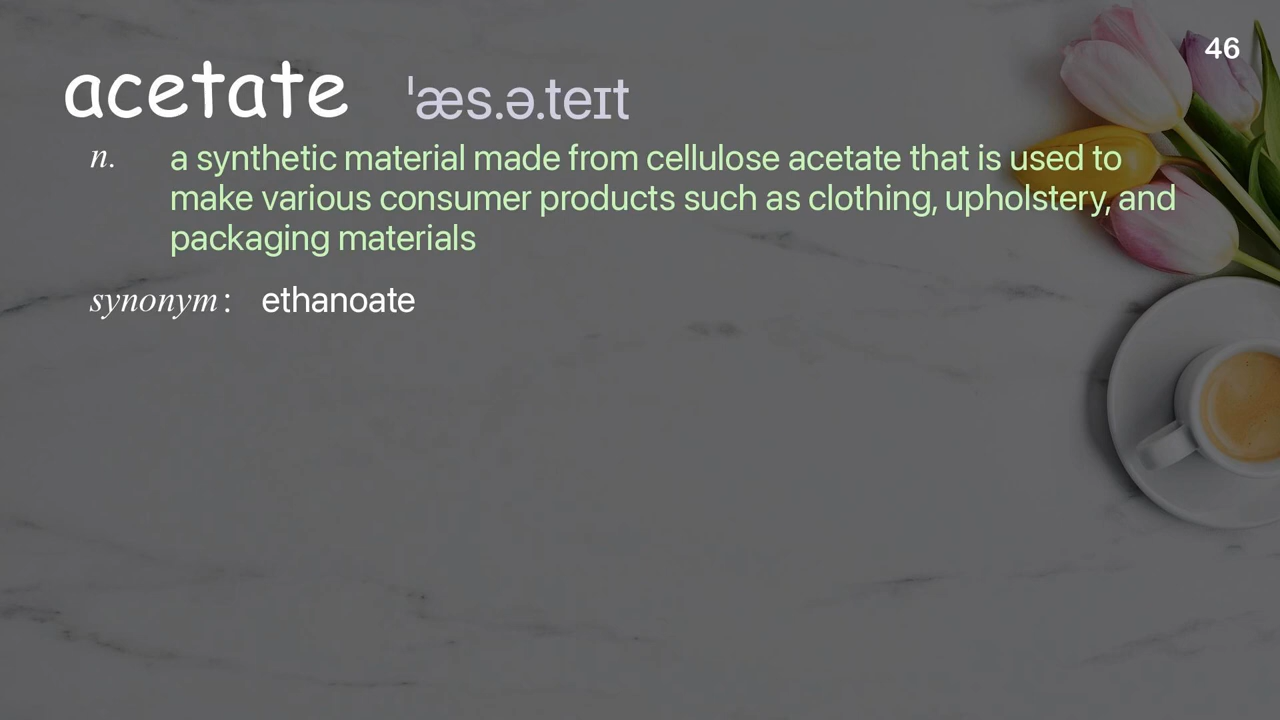 46
acetate ˈæs.ə.teɪt
n. a synthetic material made from cellulose acetate that is used to
make various consumer products such as clothing, upholstery, and
packaging materials
synonym : ethanoate